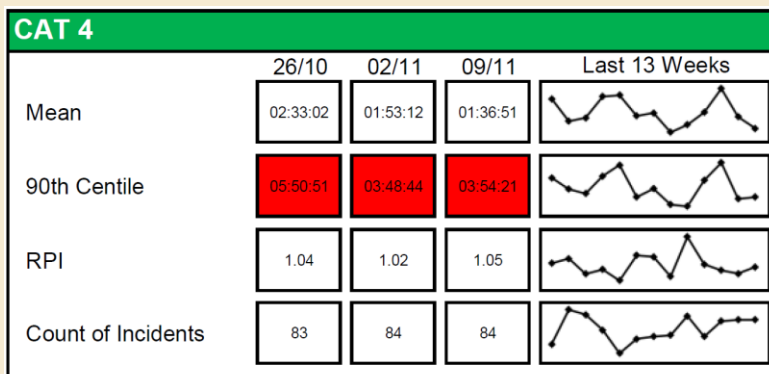 CAT 4
26/10 02/11 09/11 Last 13 Weeks
Mean 02:33:02 01:53:12 01:36:51
90th Centile 05:50:51 03:48:44 03:54:21
RPI 1.04 1.02 1.05
Count of Incidents 83 84 84